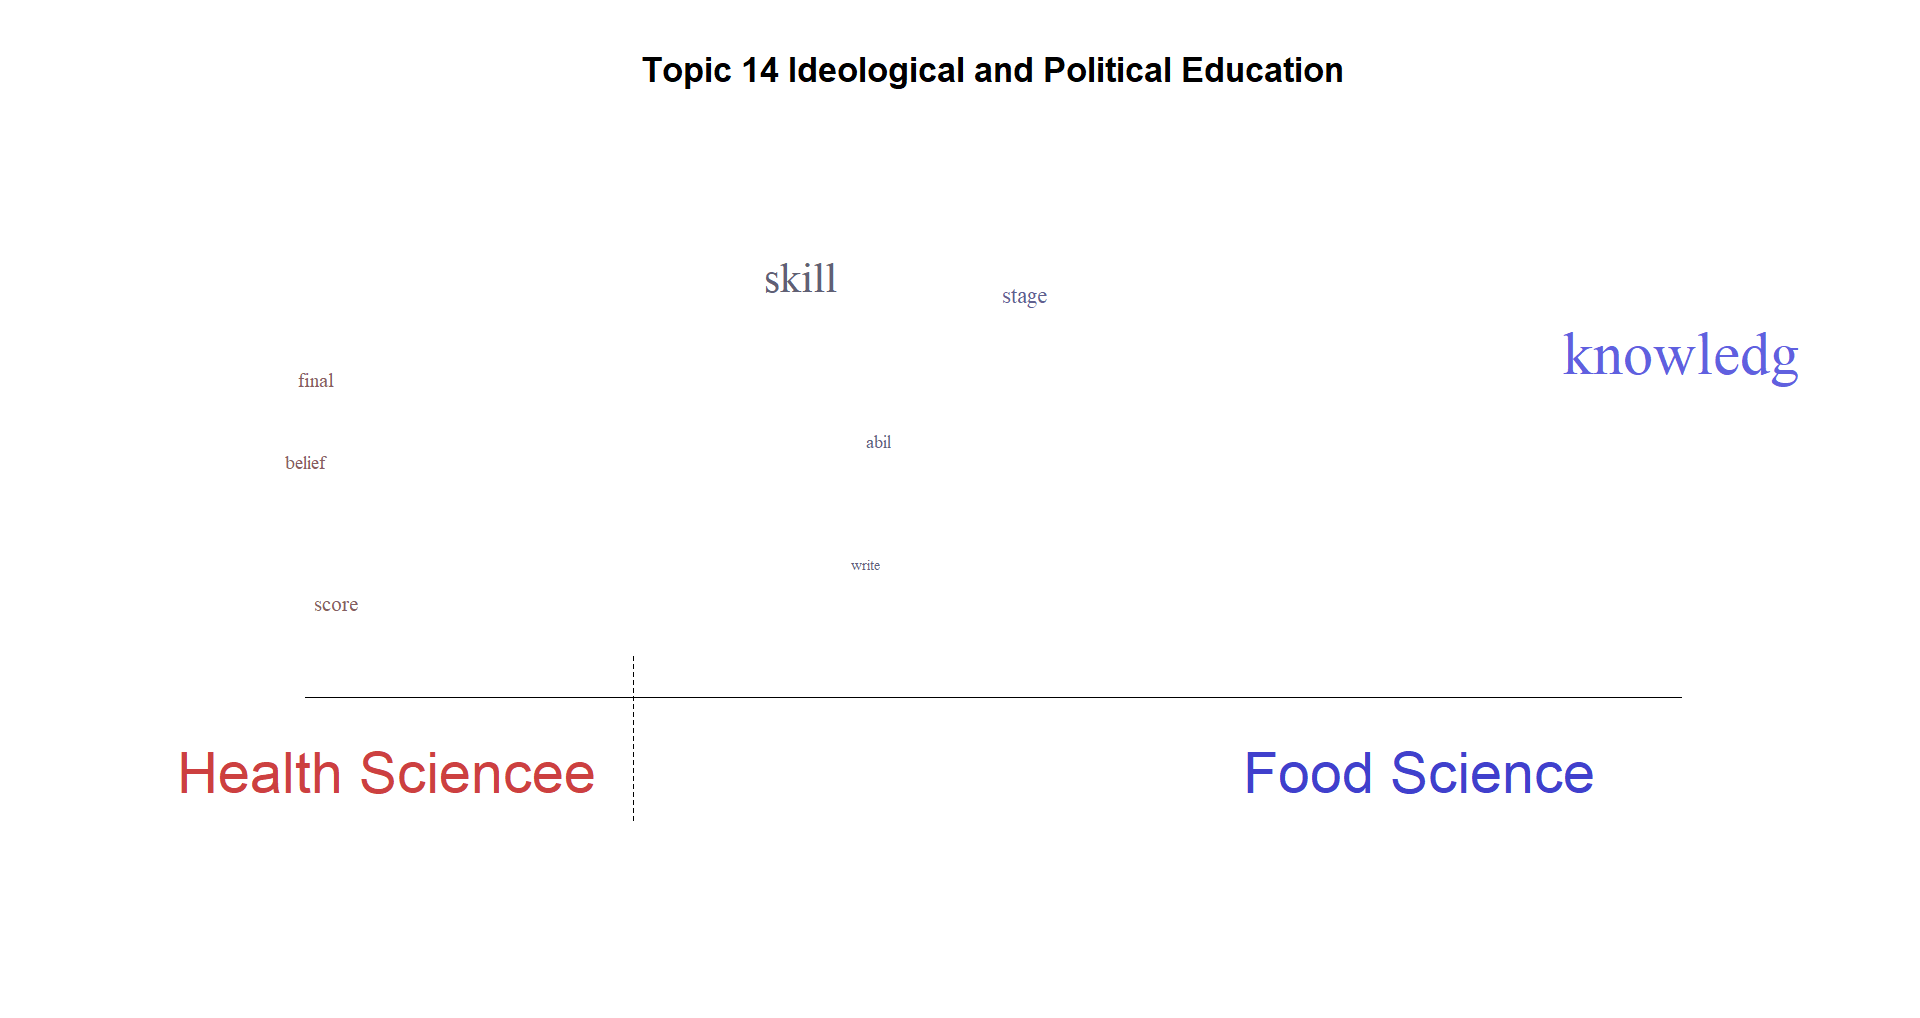 Topic 14 Ideological and Political Education
skill
stage
knowledg
final
abil
belief
write
score
Health Sciencee
Food Science